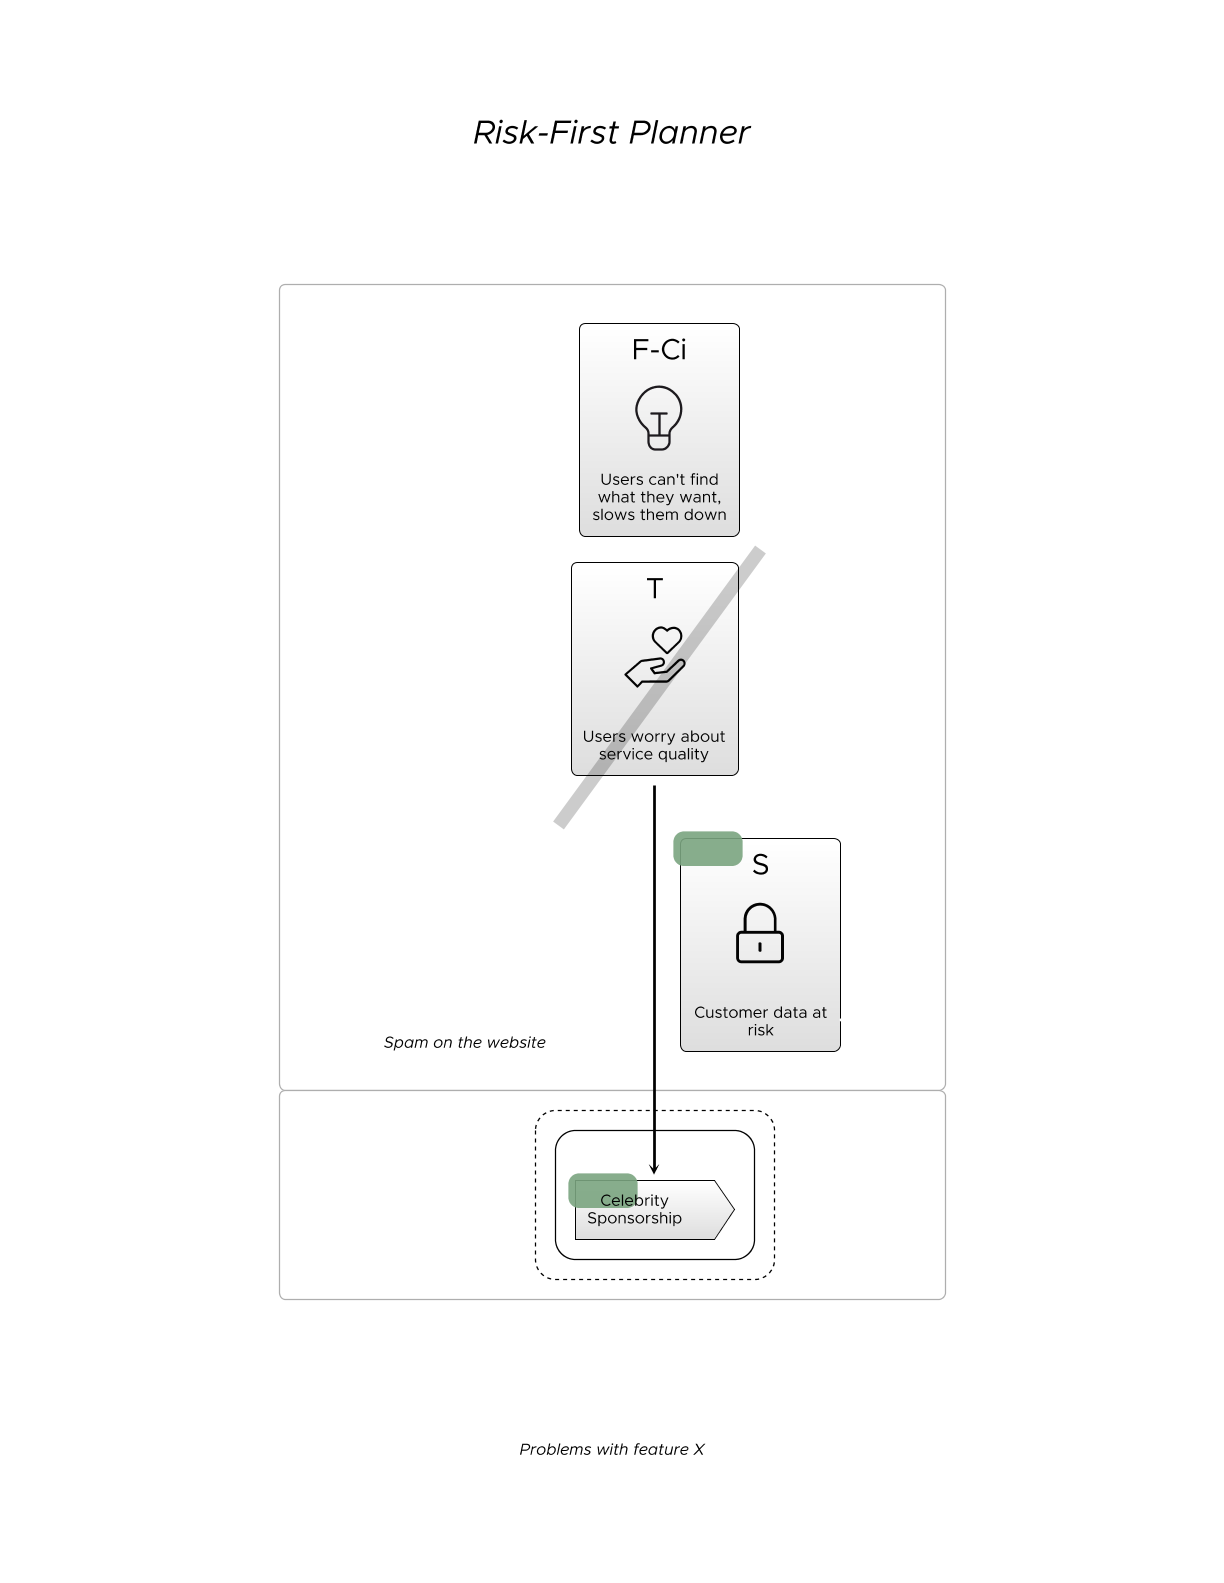 Risk-First Planner
F-Ci
Users can't find
what they want,
slows them down
T
Users worry about
service quality
S
Customer data at
risk
Spam on the website
Celebrity
Sponsorship
Problems with feature X